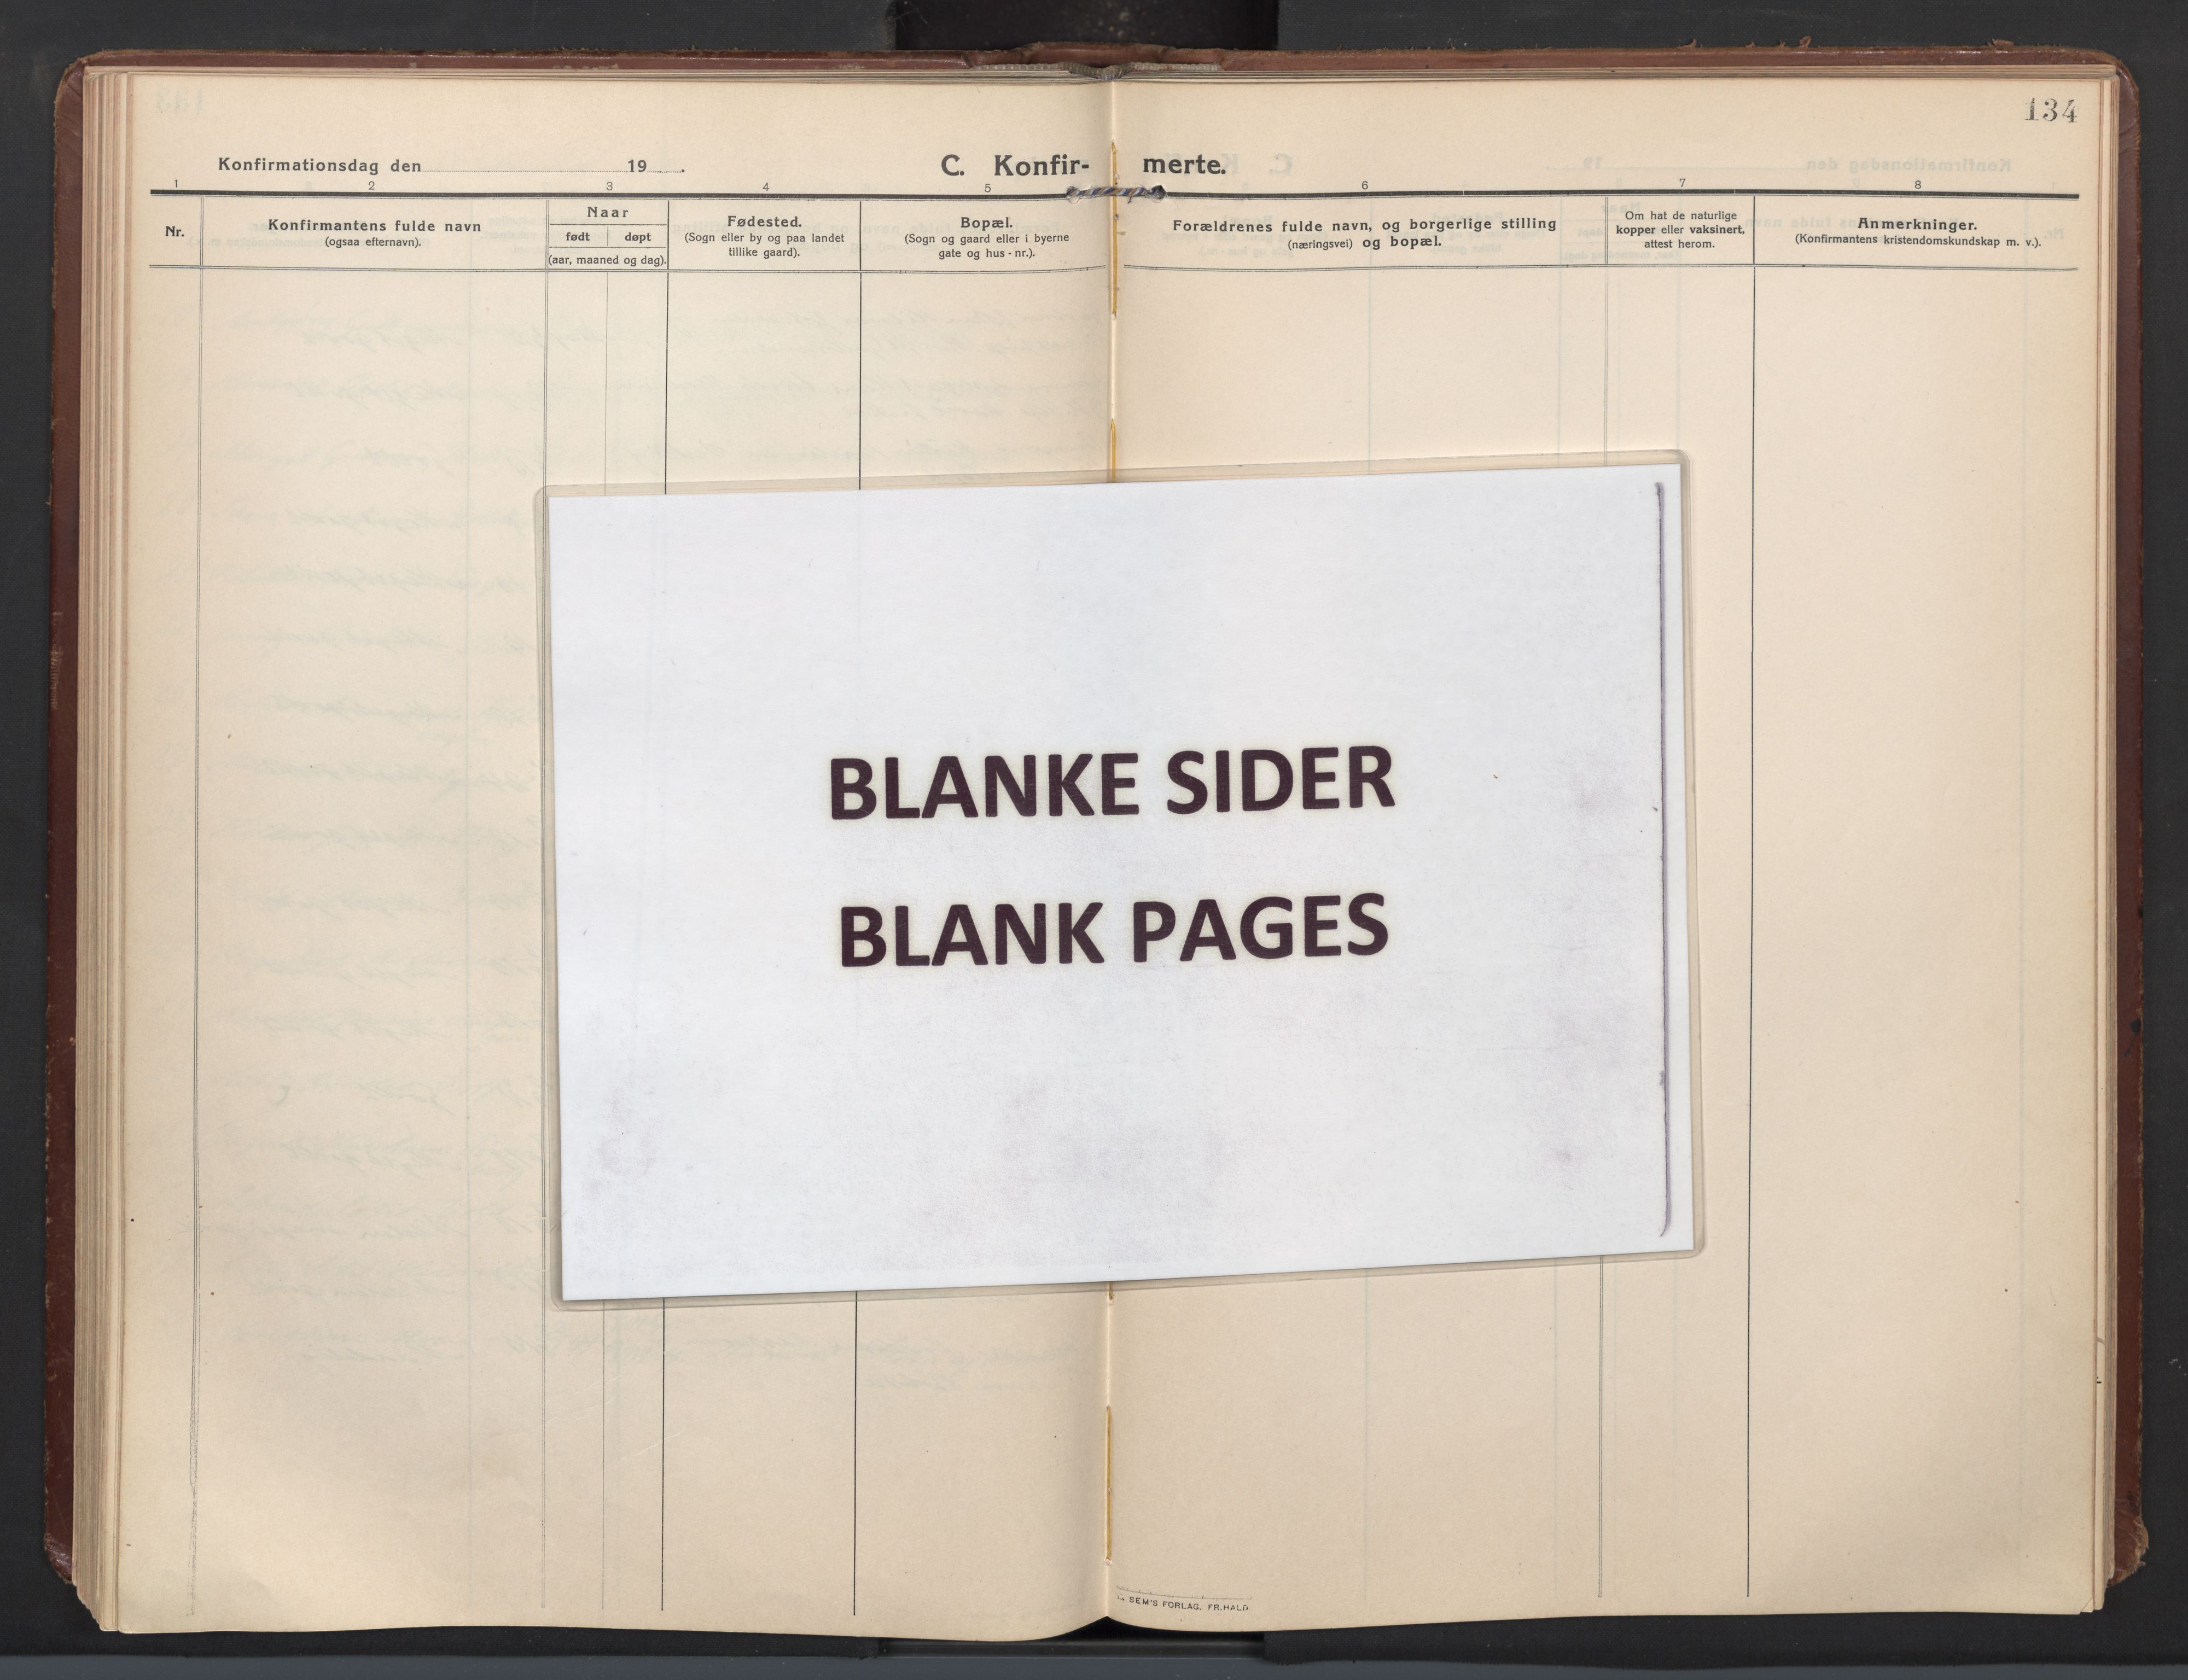 134
Konfirmationsdag den 19 .
C. Konfir- merte.
1 2 3 4 5 6 7 8
Nr.
Konfirmantens fulde navn
(ogsaa efternavn).
Naar
født døpt
(aar, maaned og dag).
Fødested.
(Sogn eller by og paa landet
tillike gaard).
Bopæl.
(Sogn og gaard eller i byerne
gate og hus - nr.).
Forældrenes fulde navn, og borgerlige stilling
(næringsvei) og bopæl.
Om hat de naturlige
kopper eller vaksinert,
attest herom.
Anmerkninger.
(Konfirmantens kristendomskundskap m. v.).
BLANKE SIDER
BLANK PAGES
SEM'S FORLAG, FR.HALD